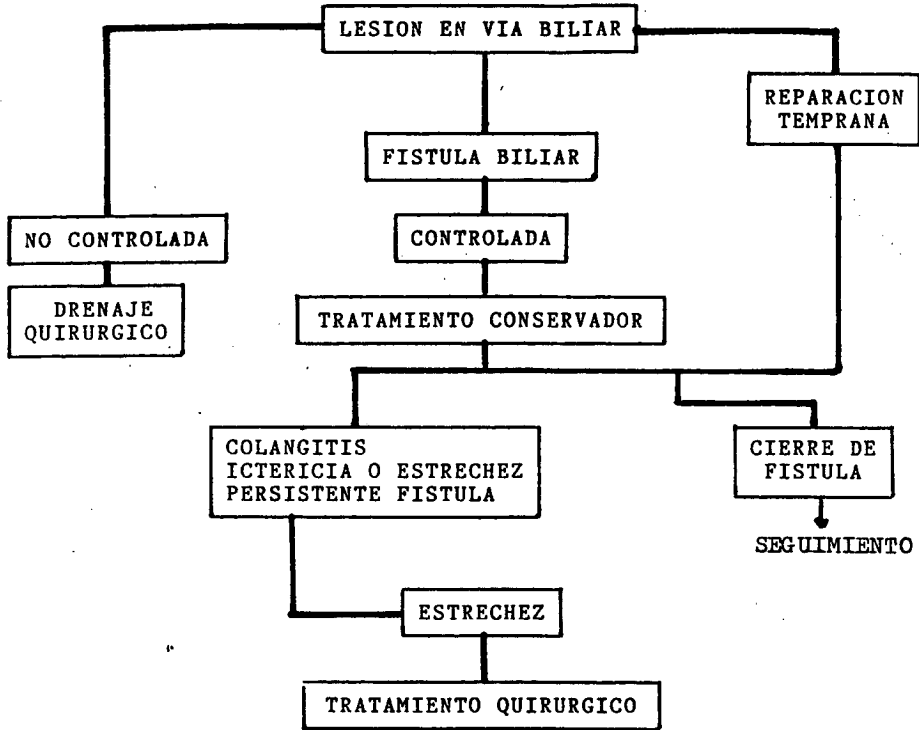 LESION EN VIA BILIAR
REPARACION
TEMPRANA
FISTULA BILIAR
NO CONTROLADA
CONTROLADA
DRENAJE
QUIRURGICO
TRATAMIENTO CONSERVADOR
COLANGITIS
ICTERICIA O ESTRECHEZ
PERSISTENTE FISTULA
CIERRE DE
FISTULA
SEGUIMIENTO
ESTRECHEZ
TRATAMIENTO QUIRURGICO